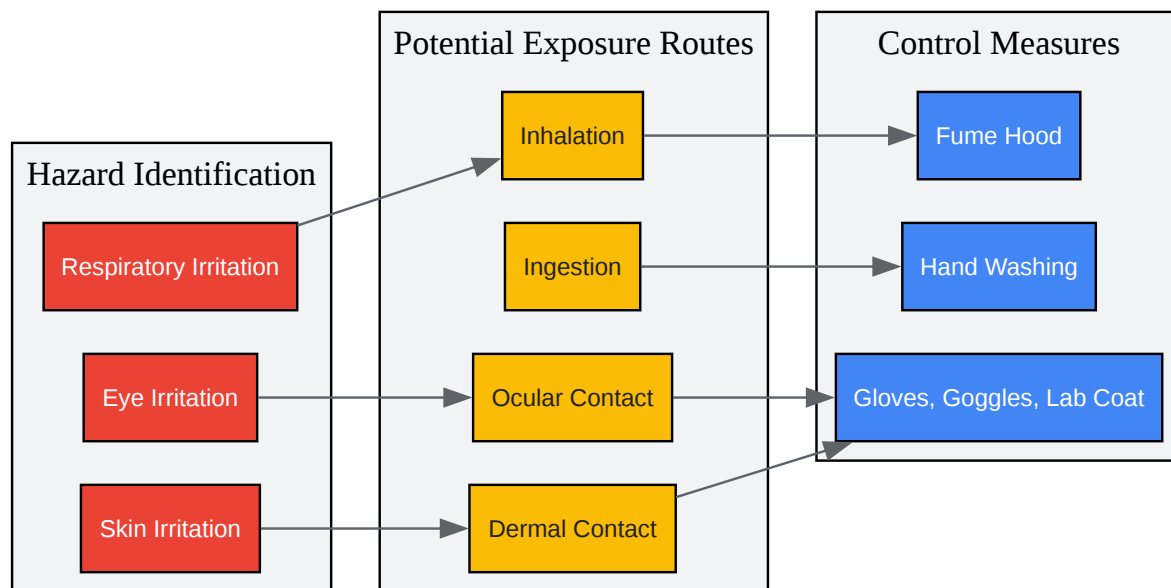 Hazard Identification
Respiratory Irritation
Eye Irritation
Skin Irritation
Potential Exposure Routes
Inhalation
Ingestion
Ocular Contact
Dermal Contact
Control Measures
Fume Hood
Hand Washing
Gloves, Goggles, Lab Coat